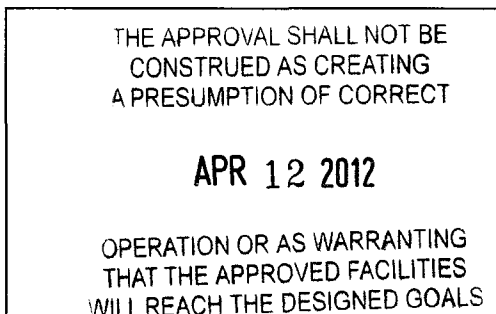 THE APPROVAL SHALL NOT BE
CONSTRUED AS CREATING
A PRESUMPTION OF CORRECT
APR 12 2012
OPERATION OR AS WARRANTING
THAT THE APPROVED FACILITIES
WILL REACH THE DESIGNED GOALS